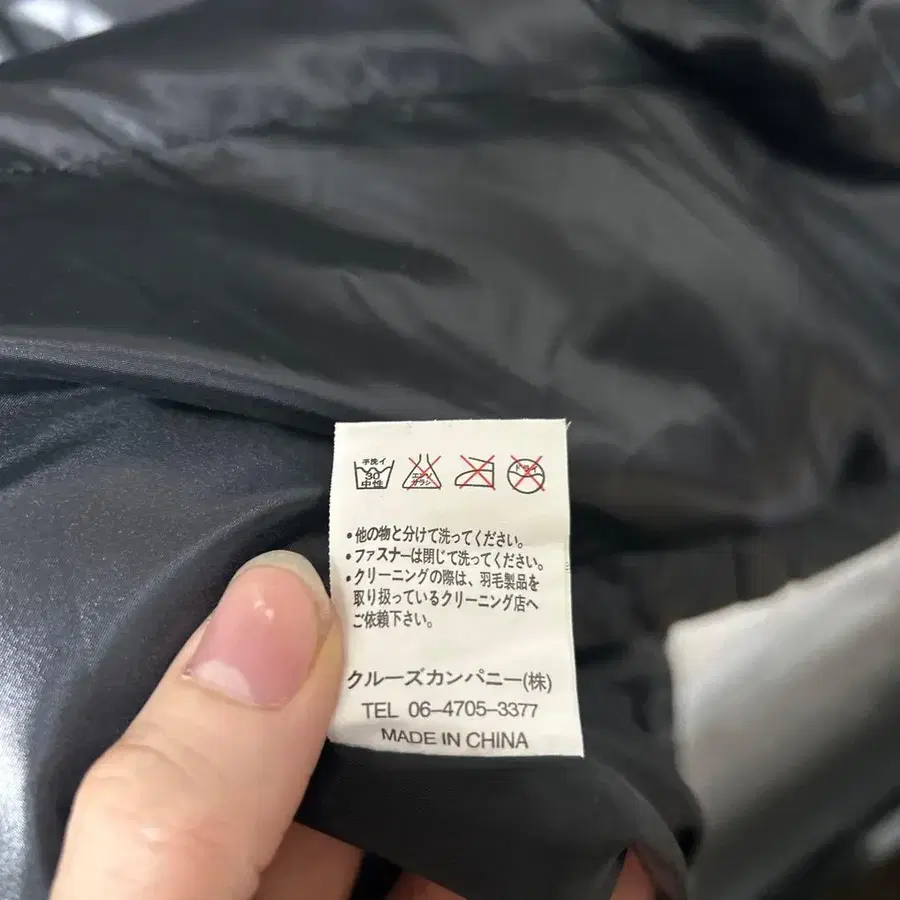 手洗イ 30 中性 エンソ サラシ ドライ
・他の物と分けて洗ってください。
・ファスナーは閉じて洗ってください。
・クリーニングの際は、羽毛製品を
取り扱っているクリーニング店へ
ご依頼下さい。
クルーズカンパニー(株)
TEL 06-4705-3377
MADE IN CHINA